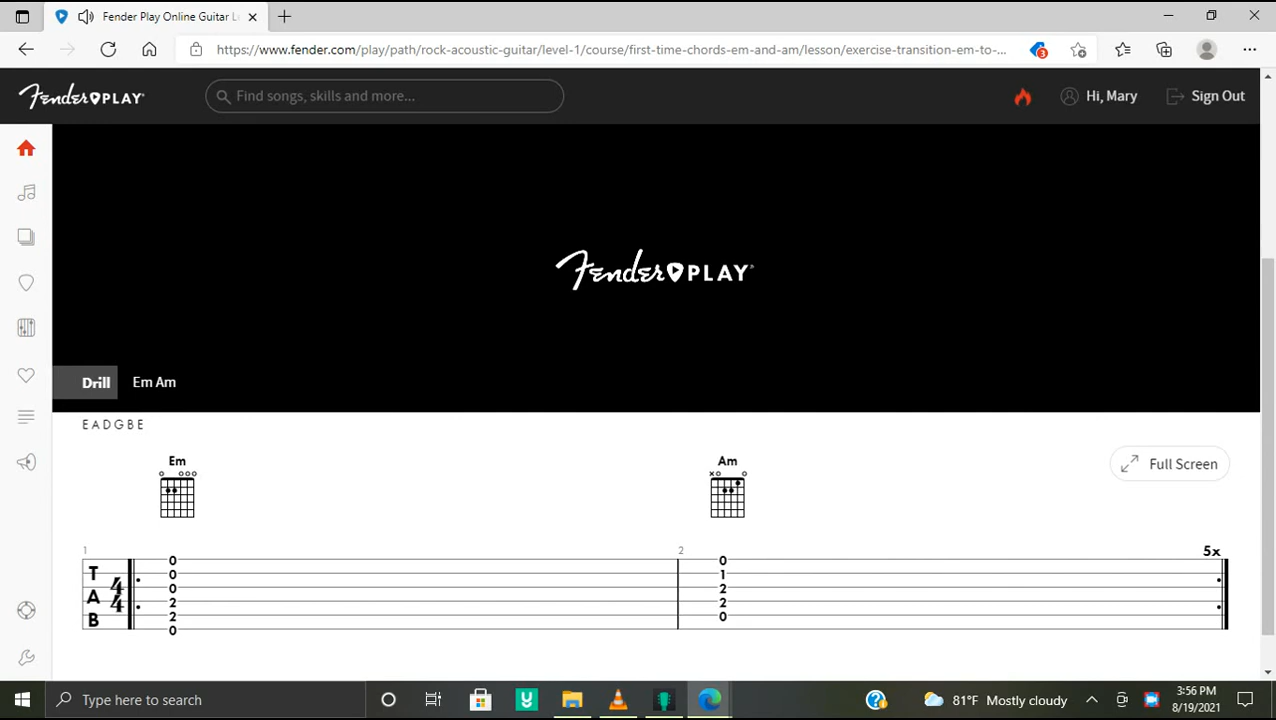 Fender Play Online Guitar L
https://www.fender.com/play/path/rock-acoustic-guitar/level-1/course/first-time-chords-em-and-am/lesson/exercise-transition-em-to-...
3
Fender PLAY
Find songs, skills and more...
Hi, Mary
Sign Out
Fender PLAY
Drill
Em Am
E A D G B E
Em
Am
Full Screen
1
2
5x
T A B
4 4
0 0 0 2 2 0
0 1 2 2 0
Type here to search
81°F Mostly cloudy
3:56 PM
8/19/2021